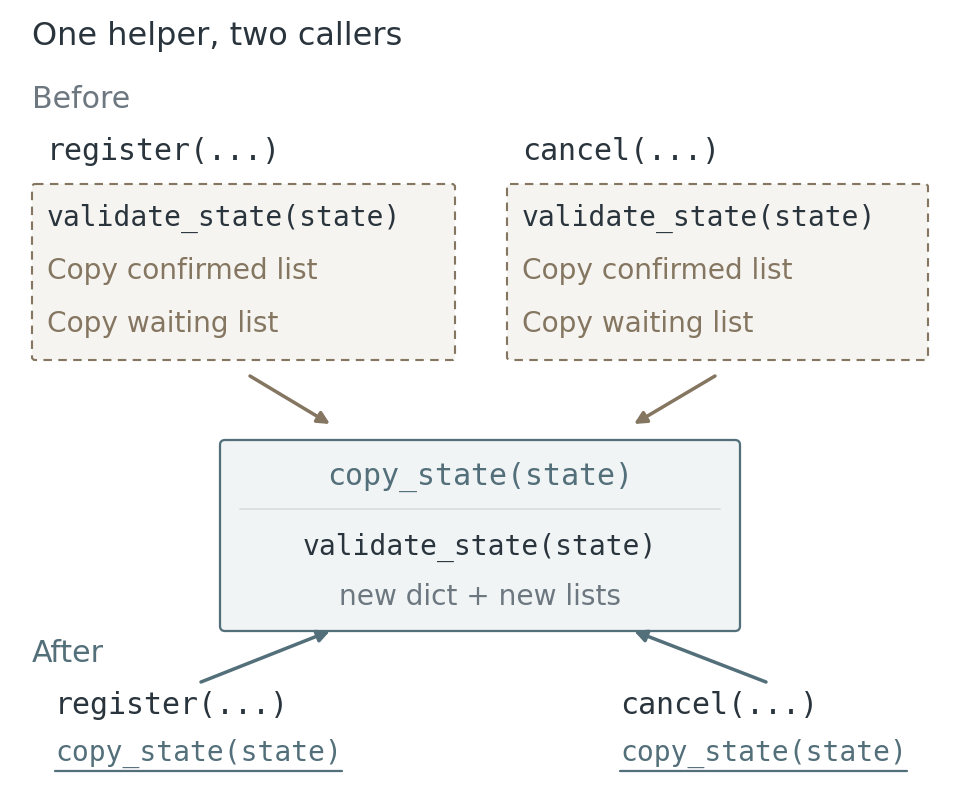 One helper, two callers
Before
register(...)
cancel(...)
validate_state(state)
Copy confirmed list
Copy waiting list
validate_state(state)
Copy confirmed list
Copy waiting list
copy_state(state)
validate_state(state)
new dict + new lists
After
register(...)
copy_state(state)
cancel(...)
copy_state(state)